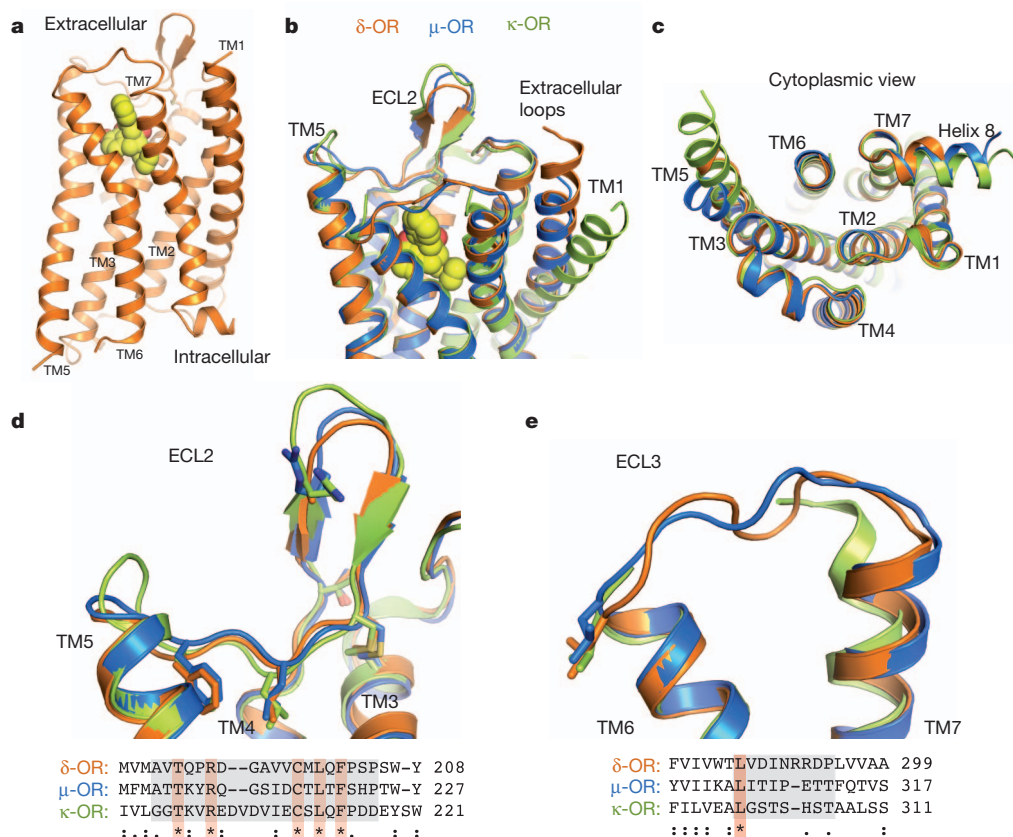 a
Extracellular
TM1
TM7
TM2
TM3
TM6
TM5
Intracellular
b
δ-OR μ-OR κ-OR
ECL2
Extracellular
loops
TM5
TM1
c
Cytoplasmic view
TM7
Helix 8
TM6
TM5
TM2
TM3
TM1
TM4
d
ECL2
TM5
TM4
TM3
δ-OR: MVMAVTQPRD--GAVVCMLQFPSPSW-Y 208
μ-OR: MFMATTKYRQ--GSIDCTLTFSHPTW-Y 227
κ-OR: IVLGGTKVREDVDVIECSLQFPDDEYSW 221
:. *: * : * * * : :
e
ECL3
TM6
TM7
δ-OR: FVIVWTLVDINRRDPLVVAA 299
μ-OR: YVIIKALITIP-ETTFQTVS 317
κ-OR: FILVEALGSTS-HSTAALSS 311
:::: :* . . :